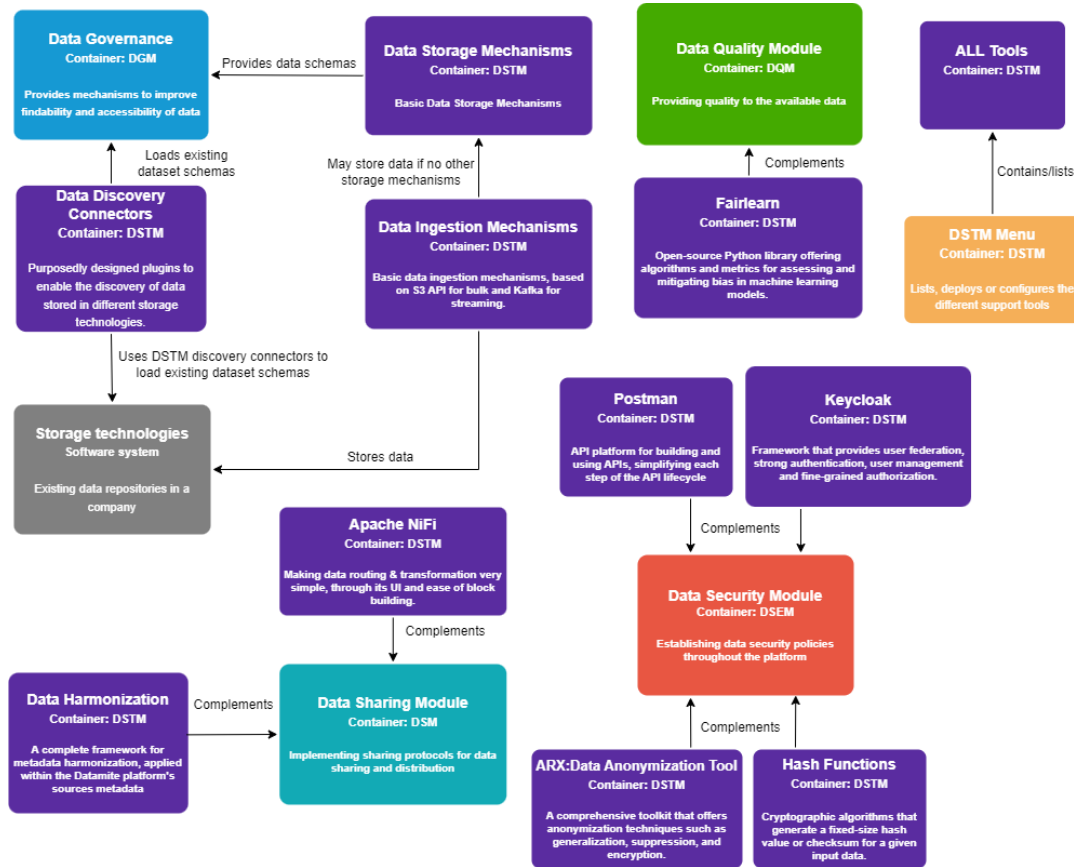 Data Governance
Container: DGM
Provides mechanisms to improve
findability and accessibility of data
Provides data schemas
Data Storage Mechanisms
Container: DSTM
Basic Data Storage Mechanisms
Data Quality Module
Container: DQM
Providing quality to the available data
ALL Tools
Container: DSTM
Loads existing
dataset schemas
May store data if no other
storage mechanisms
Complements
Contains/lists
Data Discovery
Connectors
Container: DSTM
Purposedly designed plugins to
enable the discovery of data
stored in different storage
technologies.
Data Ingestion Mechanisms
Container: DSTM
Basic data ingestion mechanisms, based
on S3 API for bulk and Kafka for
streaming.
Fairlearn
Container: DSTM
Open-source Python library offering
algorithms and metrics for assessing and
mitigating bias in machine learning
models.
DSTM Menu
Container: DSTM
Lists, deploys or configures the
different support tools
Uses DSTM discovery connectors to
load existing dataset schemas
Storage technologies
Software system
Existing data repositories in a
company
Stores data
Postman
Container: DSTM
API platform for building and
using APIs, simplifying each
step of the API lifecycle
Keycloak
Container: DSTM
Framework that provides user federation,
strong authentication, user management
and fine-grained authorization.
Apache NiFi
Container: DSTM
Making data routing & transformation very
simple, through its UI and ease of block
building.
Complements
Complements
Data Security Module
Container: DSEM
Establishing data security policies
throughout the platform
Data Harmonization
Container: DSTM
A complete framework for
metadata harmonization, applied
within the Datamite platform's
sources metadata
Complements
Data Sharing Module
Container: DSM
Implementing sharing protocols for data
sharing and distribution
Complements
ARX:Data Anonymization Tool
Container: DSTM
A comprehensive toolkit that offers
anonymization techniques such as
generalization, suppression, and
encryption.
Hash Functions
Container: DSTM
Cryptographic algorithms that
generate a fixed-size hash
value or checksum for a given
input data.